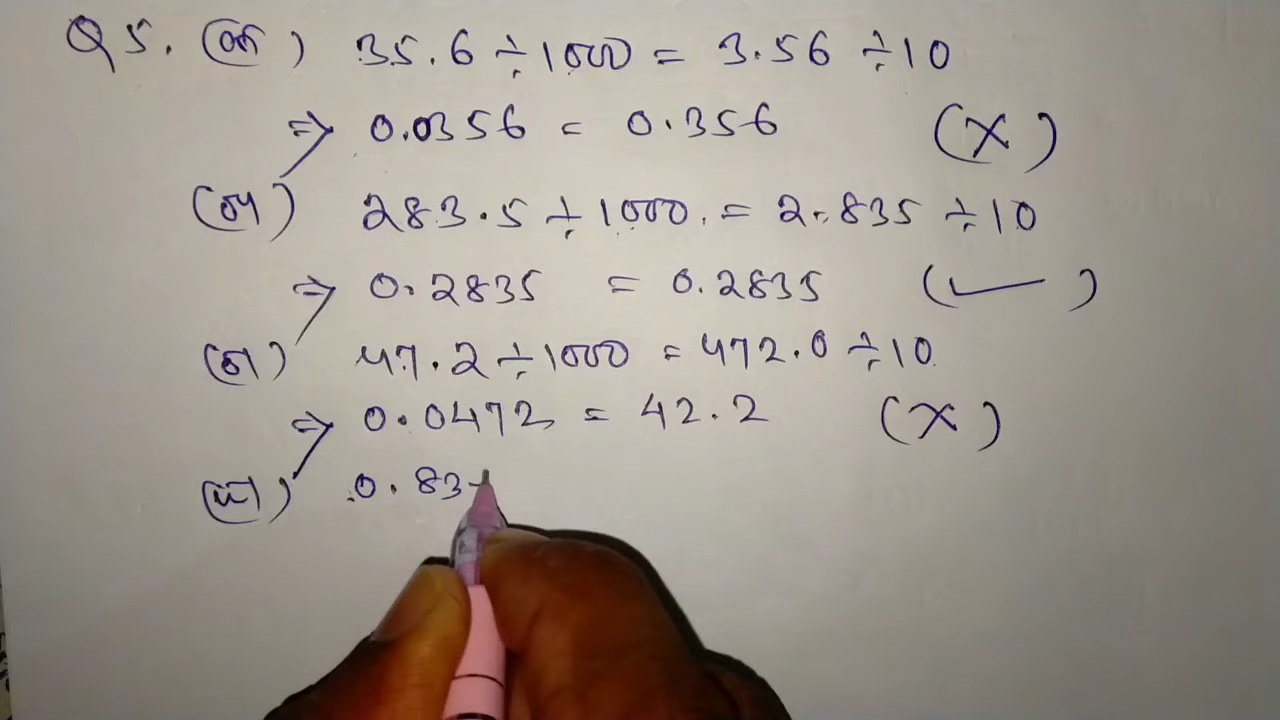 Q5. (क) 35.6 ÷ 1000 = 3.56 ÷ 10
⇒ 0.0356 = 0.356 (×)
(ख) 283.5 ÷ 1000 = 2.835 ÷ 10
⇒ 0.2835 = 0.2835 (✓)
(ग) 47.2 ÷ 1000 = 472.0 ÷ 10
⇒ 0.0472 = 42.2 (×)
(घ) 0.83